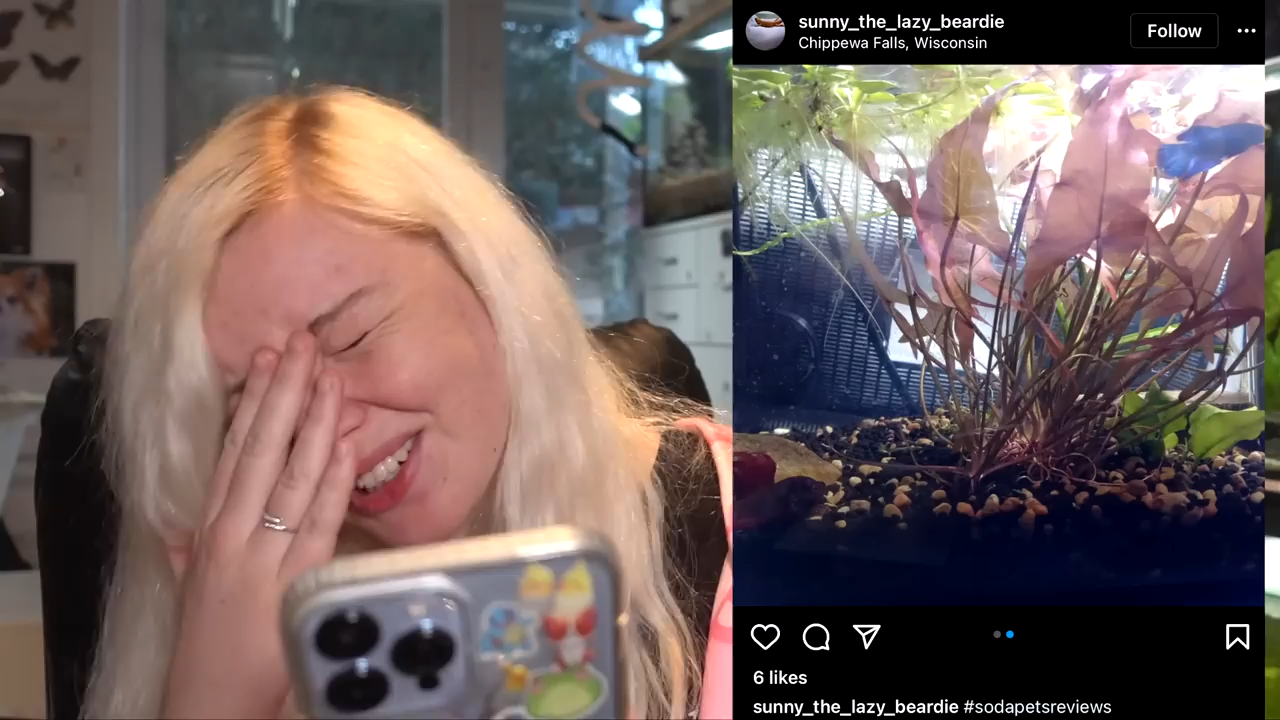 sunny_the_lazy_beardie
Chippewa Falls, Wisconsin
Follow
6 likes
sunny_the_lazy_beardie #sodapetsreviews